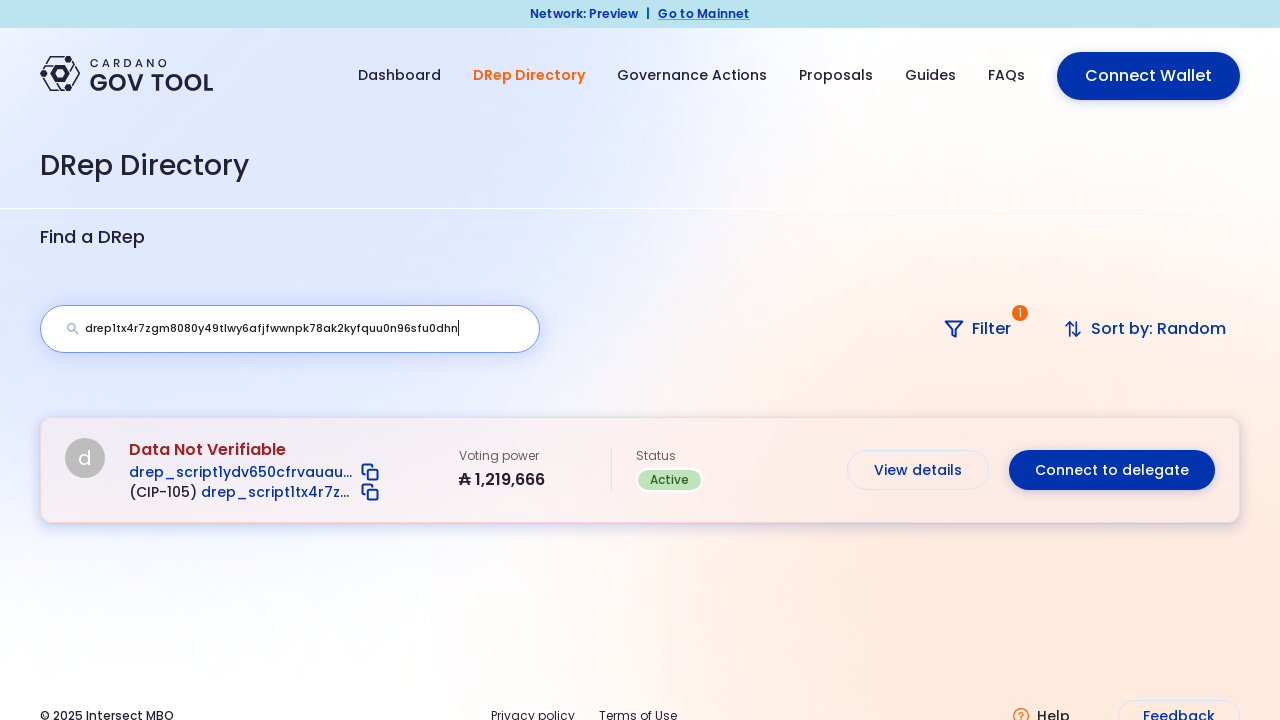 Network: Preview | Go to Mainnet
CARDANO
GOV TOOL
Dashboard DRep Directory Governance Actions Proposals Guides FAQs Connect Wallet
DRep Directory
Find a DRep
drep1tx4r7zgm8080y49tlwy6afjfwwnpk78ak2kyfquu0n96sfu0dhn
Filter 1 Sort by: Random
d
Data Not Verifiable
drep_script1ydv650cfrvauau...
(CIP-105) drep_script1tx4r7z...
Voting power
₳ 1,219,666
Status
Active
View details
Connect to delegate
© 2025 Intersect MBO Privacy policy Terms of Use Help Feedback